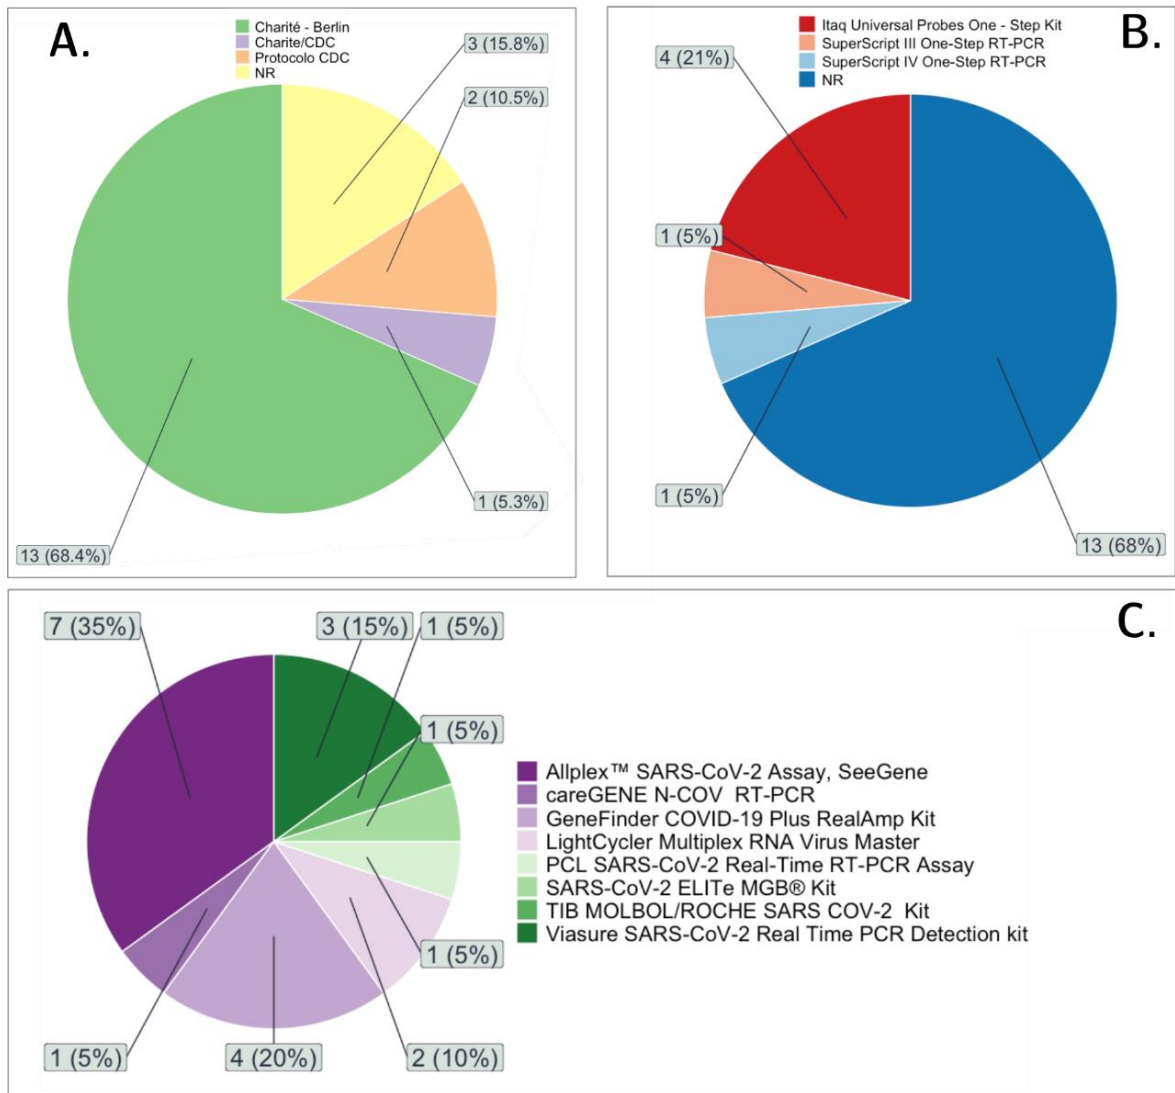 A.
Charité - Berlin
Charite/CDC
Protocolo CDC
NR
3 (15.8%)
2 (10.5%)
1 (5.3%)
13 (68.4%)
B.
Itaq Universal Probes One - Step Kit
SuperScript III One-Step RT-PCR
SuperScript IV One-Step RT-PCR
NR
4 (21%)
1 (5%)
1 (5%)
13 (68%)
C.
7 (35%)
3 (15%)
1 (5%)
1 (5%)
1 (5%)
1 (5%)
4 (20%)
2 (10%)
Allplex™ SARS-CoV-2 Assay, SeeGene
careGENE N-COV RT-PCR
GeneFinder COVID-19 Plus RealAmp Kit
LightCycler Multiplex RNA Virus Master
PCL SARS-CoV-2 Real-Time RT-PCR Assay
SARS-CoV-2 ELITe MGB® Kit
TIB MOLBOL/ROCHE SARS COV-2 Kit
Viasure SARS-CoV-2 Real Time PCR Detection kit